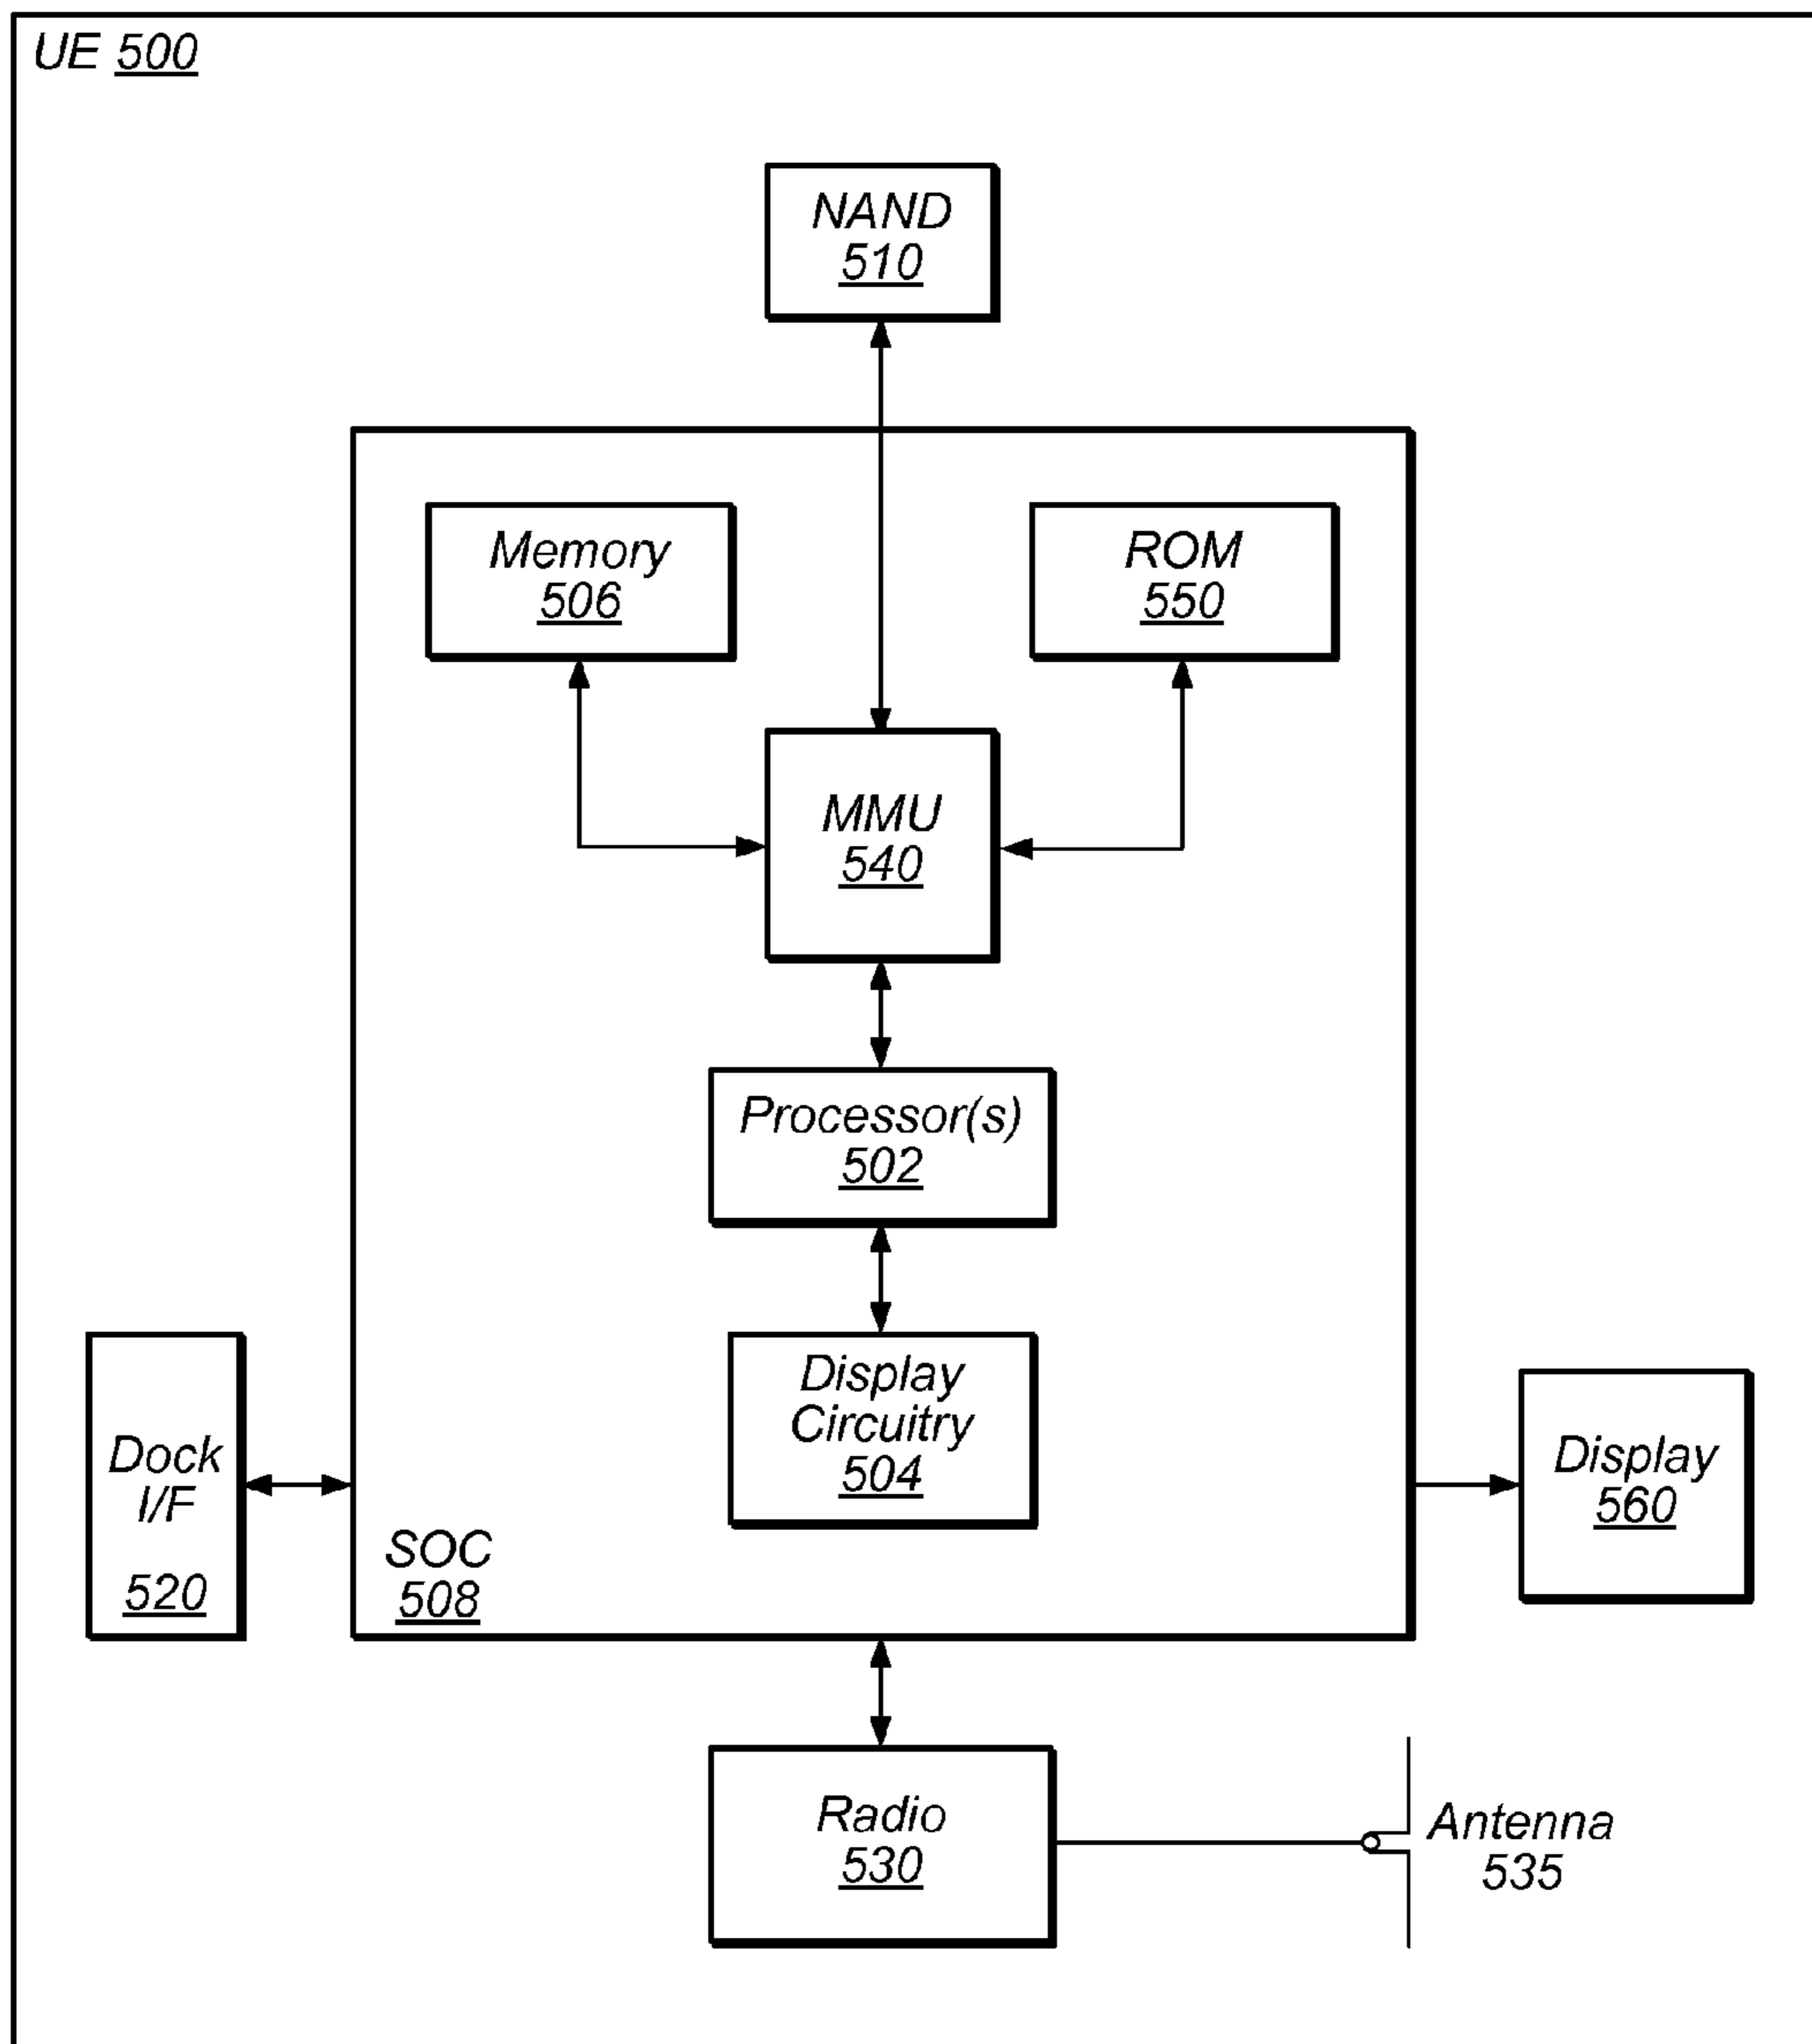 UE 500
NAND
510
Memory
506
ROM
550
MMU
540
Processor(s)
502
Display
Circuitry
504
Dock
I/F
520
SOC
508
Display
560
Radio
530
Antenna
535